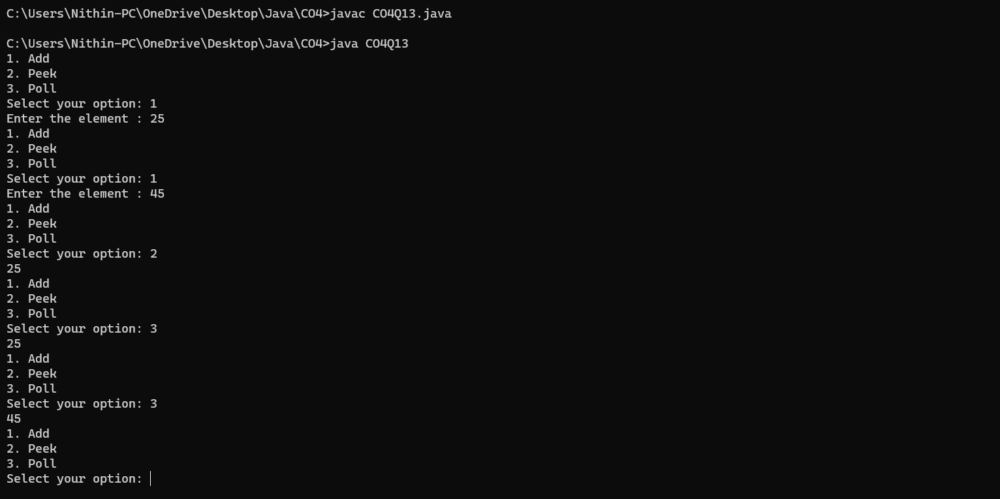 C:\Users\Nithin-PC\OneDrive\Desktop\Java\CO4>javac CO4Q13.java
C:\Users\Nithin-PC\OneDrive\Desktop\Java\CO4>java CO4Q13
1. Add
2. Peek
3. Poll
Select your option: 1
Enter the element : 25
1. Add
2. Peek
3. Poll
Select your option: 1
Enter the element : 45
1. Add
2. Peek
3. Poll
Select your option: 2
25
1. Add
2. Peek
3. Poll
Select your option: 3
25
1. Add
2. Peek
3. Poll
Select your option: 3
45
1. Add
2. Peek
3. Poll
Select your option: